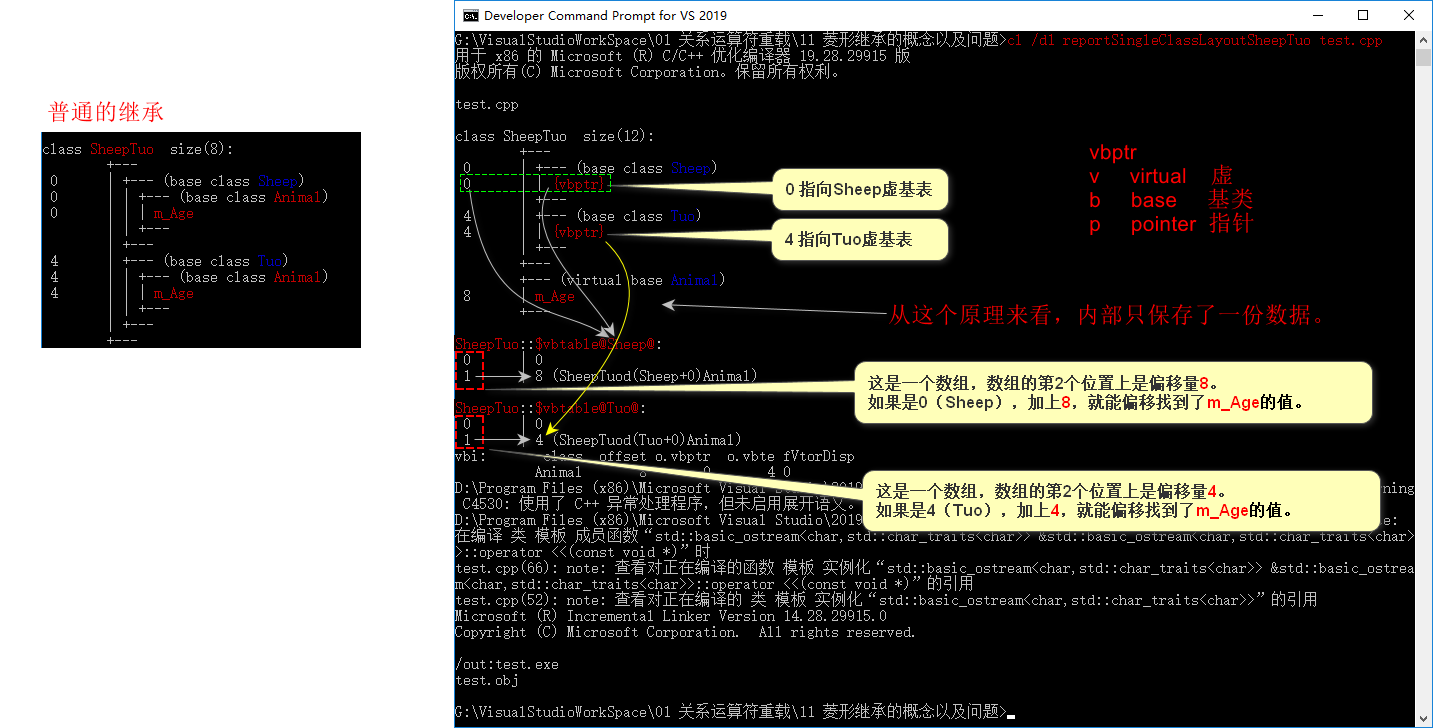 普通的继承
class SheepTuo  size(8):
        +---
 0      | +--- (base class Sheep)
 0      | | +--- (base class Animal)
 0      | | | m_Age
        | | +---
        | +---
 4      | +--- (base class Tuo)
 4      | | +--- (base class Animal)
 4      | | | m_Age
        | | +---
        | +---
        +---
Developer Command Prompt for VS 2019
G:\VisualStudioWorkSpace\01 关系运算符重载\11 菱形继承的概念以及问题>cl /d1 reportSingleClassLayoutSheepTuo test.cpp
用于 x86 的 Microsoft (R) C/C++ 优化编译器 19.28.29915 版
版权所有(C) Microsoft Corporation。保留所有权利。
test.cpp
class SheepTuo  size(12):
        +---
 0      | +--- (base class Sheep)
 0      | | {vbptr}
        | +---
 4      | +--- (base class Tuo)
 4      | | {vbptr}
        | +---
        +---
        +--- (virtual base Animal)
 8      | m_Age
        +---
0 指向Sheep虚基表
4 指向Tuo虚基表
vbptr
v virtual 虚
b base 基类
p pointer 指针
从这个原理来看，内部只保存了一份数据。
SheepTuo::$vbtable@Sheep@:
 0      | 0
 1      | 8 (SheepTuod(Sheep+0)Animal)
这是一个数组，数组的第2个位置上是偏移量8。
如果是0（Sheep），加上8，就能偏移找到了m_Age的值。
SheepTuo::$vbtable@Tuo@:
 0      | 0
 1      | 4 (SheepTuod(Tuo+0)Animal)
vbi:       class  offset o.vbptr  o.vbte fVtorDisp
          Animal       8       0       4 0
这是一个数组，数组的第2个位置上是偏移量4。
如果是4（Tuo），加上4，就能偏移找到了m_Age的值。
D:\Program Files (x86)\Microsoft Visual Studio\2019
 C4530: 使用了 C++ 异常处理程序，但未启用展开语义。
D:\Program Files (x86)\Microsoft Visual Studio\2019
在编译 类 模板 成员函数“std::basic_ostream<char,std::char_traits<char>> &std::basic_ostream<char,std::char_traits<char>
>::operator <<(const void *)”时
test.cpp(66): note: 查看对正在编译的函数 模板 实例化“std::basic_ostream<char,std::char_traits<char>> &std::basic_ostrea
m<char,std::char_traits<char>>::operator <<(const void *)”的引用
test.cpp(52): note: 查看对正在编译的 类 模板 实例化“std::basic_ostream<char,std::char_traits<char>>”的引用
Microsoft (R) Incremental Linker Version 14.28.29915.0
Copyright (C) Microsoft Corporation.  All rights reserved.
/out:test.exe
test.obj
G:\VisualStudioWorkSpace\01 关系运算符重载\11 菱形继承的概念以及问题>